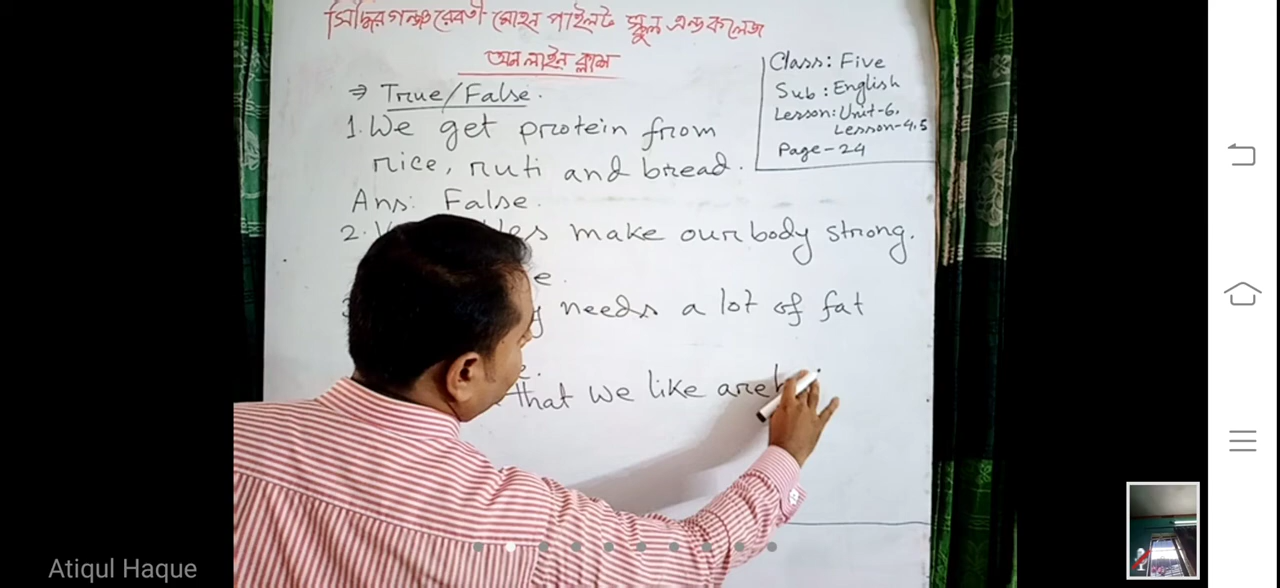 সিদ্ধিরগঞ্জ রেবতী মোহন পাইলট স্কুল এন্ড কলেজ
অন লাইন ক্লাস
Class: Five
Sub: English
Lesson: Unit-6,
Lesson-4,5
Page-24
⇒ True/False.
1. We get protein from
rice, ruti and bread.
Ans: False.
2. make our body strong.
needs a lot of fat
that we like are
Atiqul Haque